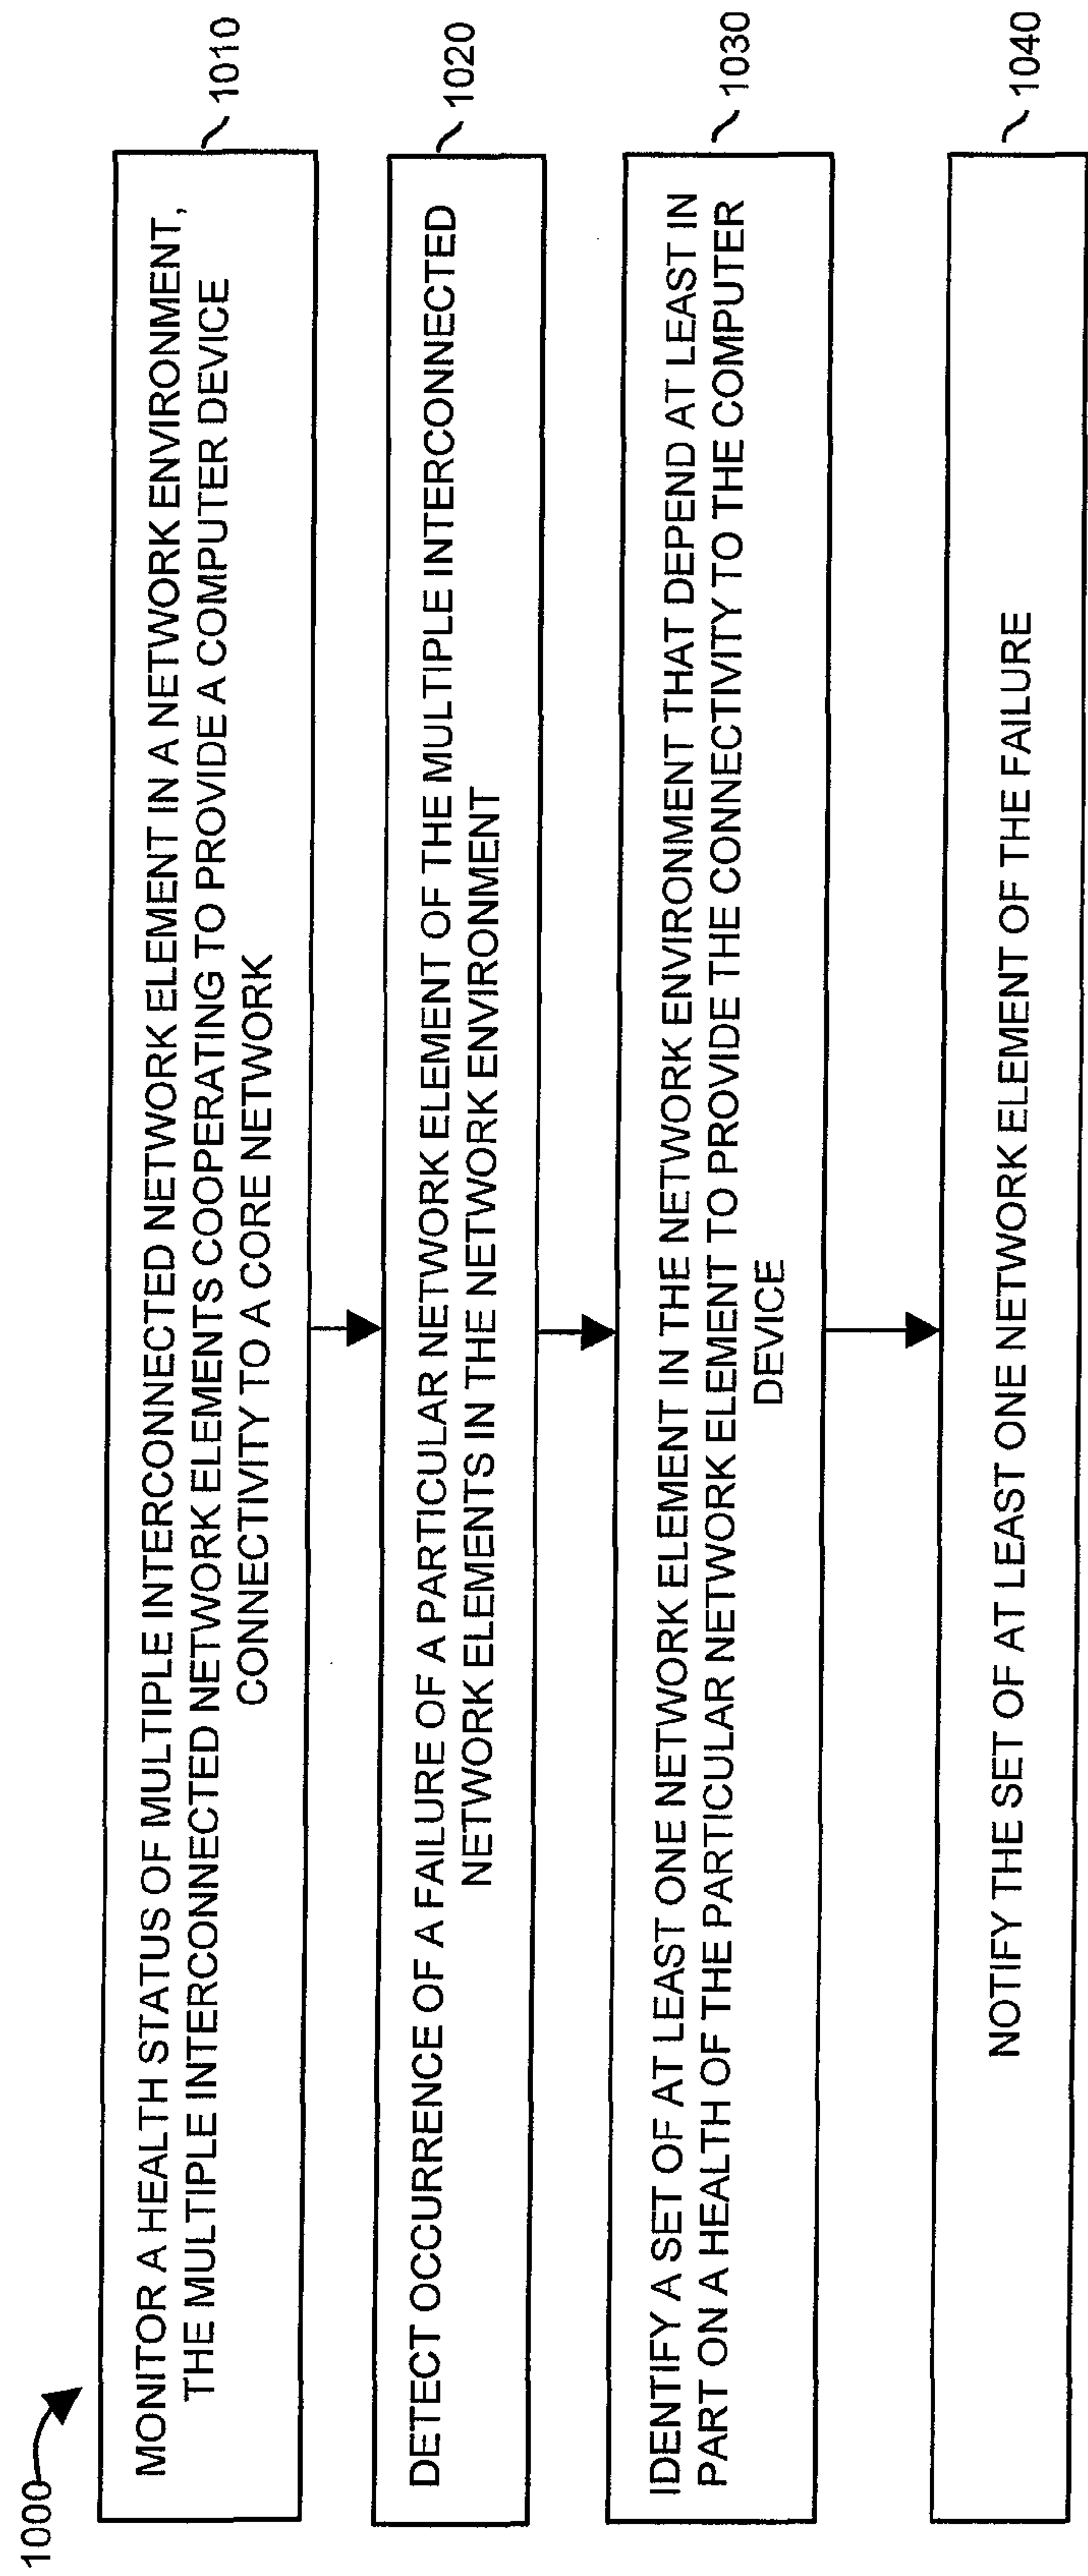 1000
MONITOR A HEALTH STATUS OF MULTIPLE INTERCONNECTED NETWORK ELEMENT IN A NETWORK ENVIRONMENT,
THE MULTIPLE INTERCONNECTED NETWORK ELEMENTS COOPERATING TO PROVIDE A COMPUTER DEVICE
CONNECTIVITY TO A CORE NETWORK
1010
DETECT OCCURRENCE OF A FAILURE OF A PARTICULAR NETWORK ELEMENT OF THE MULTIPLE INTERCONNECTED
NETWORK ELEMENTS IN THE NETWORK ENVIRONMENT
1020
IDENTIFY A SET OF AT LEAST ONE NETWORK ELEMENT IN THE NETWORK ENVIRONMENT THAT DEPEND AT LEAST IN
PART ON A HEALTH OF THE PARTICULAR NETWORK ELEMENT TO PROVIDE THE CONNECTIVITY TO THE COMPUTER
DEVICE
1030
NOTIFY THE SET OF AT LEAST ONE NETWORK ELEMENT OF THE FAILURE
1040